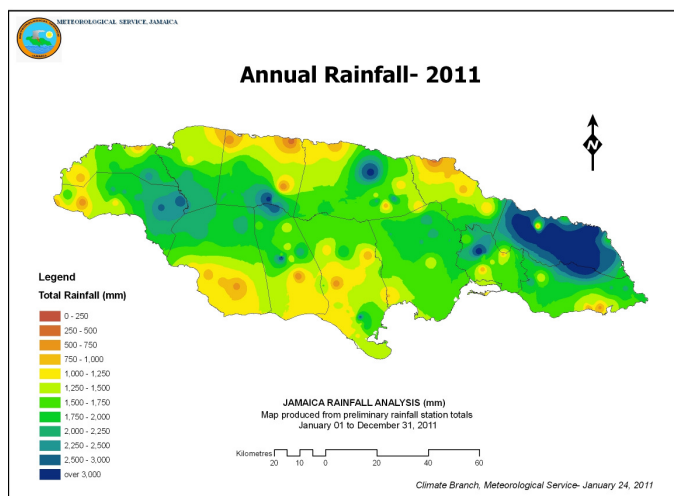 METEOROLOGICAL SERVICE, JAMAICA
Annual Rainfall- 2011
N
Legend
Total Rainfall (mm)
0 - 250
250 - 500
500 - 750
750 - 1,000
1,000 - 1,250
1,250 - 1,500
1,500 - 1,750
1,750 - 2,000
2,000 - 2,250
2,250 - 2,500
2,500 - 3,000
over 3,000
JAMAICA RAINFALL ANALYSIS (mm)
Map produced from preliminary rainfall station totals
January 01 to December 31, 2011
Kilometres
20 10 0 20 40 60
Climate Branch, Meteorological Service- January 24, 2011